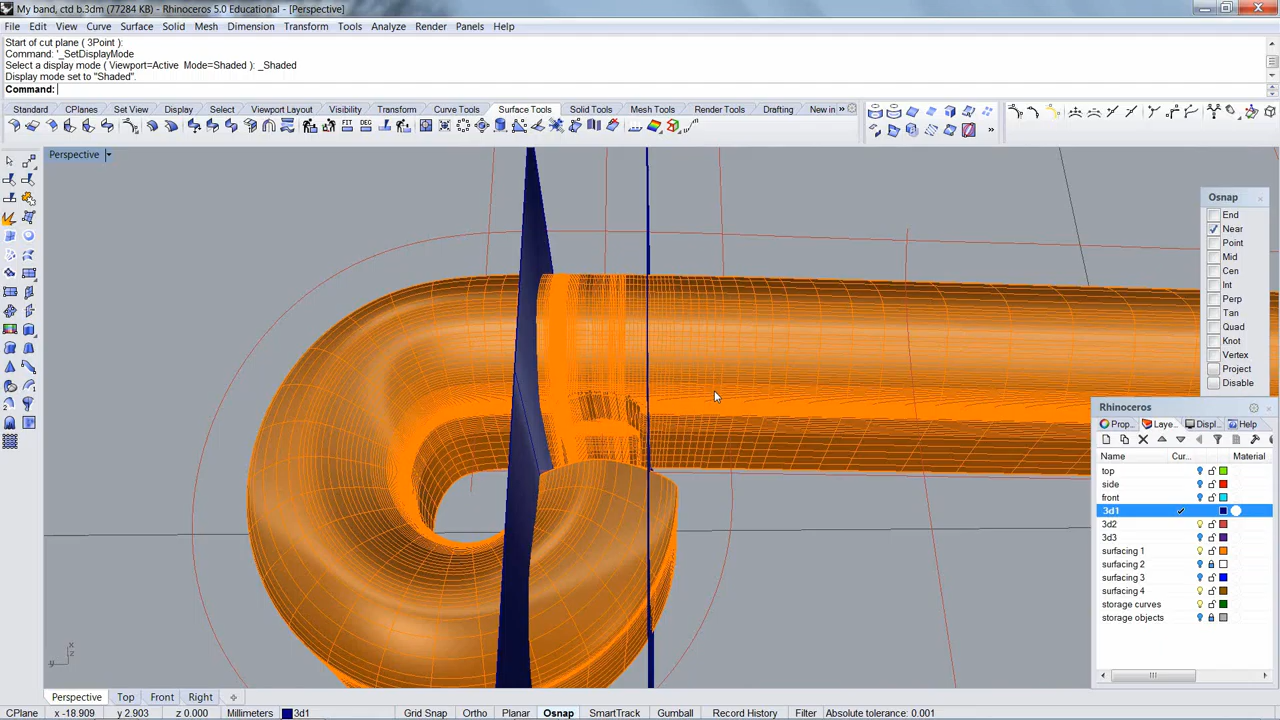 My band, ctd b.3dm (77284 KB) - Rhinoceros 5.0 Educational - [Perspective]
File Edit View Curve Surface Solid Mesh Dimension Transform Tools Analyze Render Panels Help
Start of cut plane ( 3Point ):
Command: '_SetDisplayMode
Select a display mode ( Viewport=Active Mode=Shaded ): _Shaded
Display mode set to "Shaded".
Command:
Standard CPlanes Set View Display Select Viewport Layout Visibility Transform Curve Tools Surface Tools Solid Tools Mesh Tools Render Tools Drafting New in »
FIT DEG
Perspective
Osnap
End
Near
Point
Mid
Cen
Int
Perp
Tan
Quad
Knot
Vertex
Project
Disable
Rhinoceros
Prop... Laye... Displ... Help
Name Cur... Material
top
side
front
3d1
3d2
3d3
surfacing 1
surfacing 2
surfacing 3
surfacing 4
storage curves
storage objects
x
z
y
Perspective Top Front Right
CPlane x -18.909 y 2.903 z 0.000 Millimeters 3d1 Grid Snap Ortho Planar Osnap SmartTrack Gumball Record History Filter Absolute tolerance: 0.001